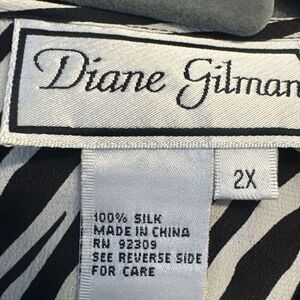 Diane Gilman
2X
100% SILK
MADE IN CHINA
RN 92309
SEE REVERSE SIDE
FOR CARE